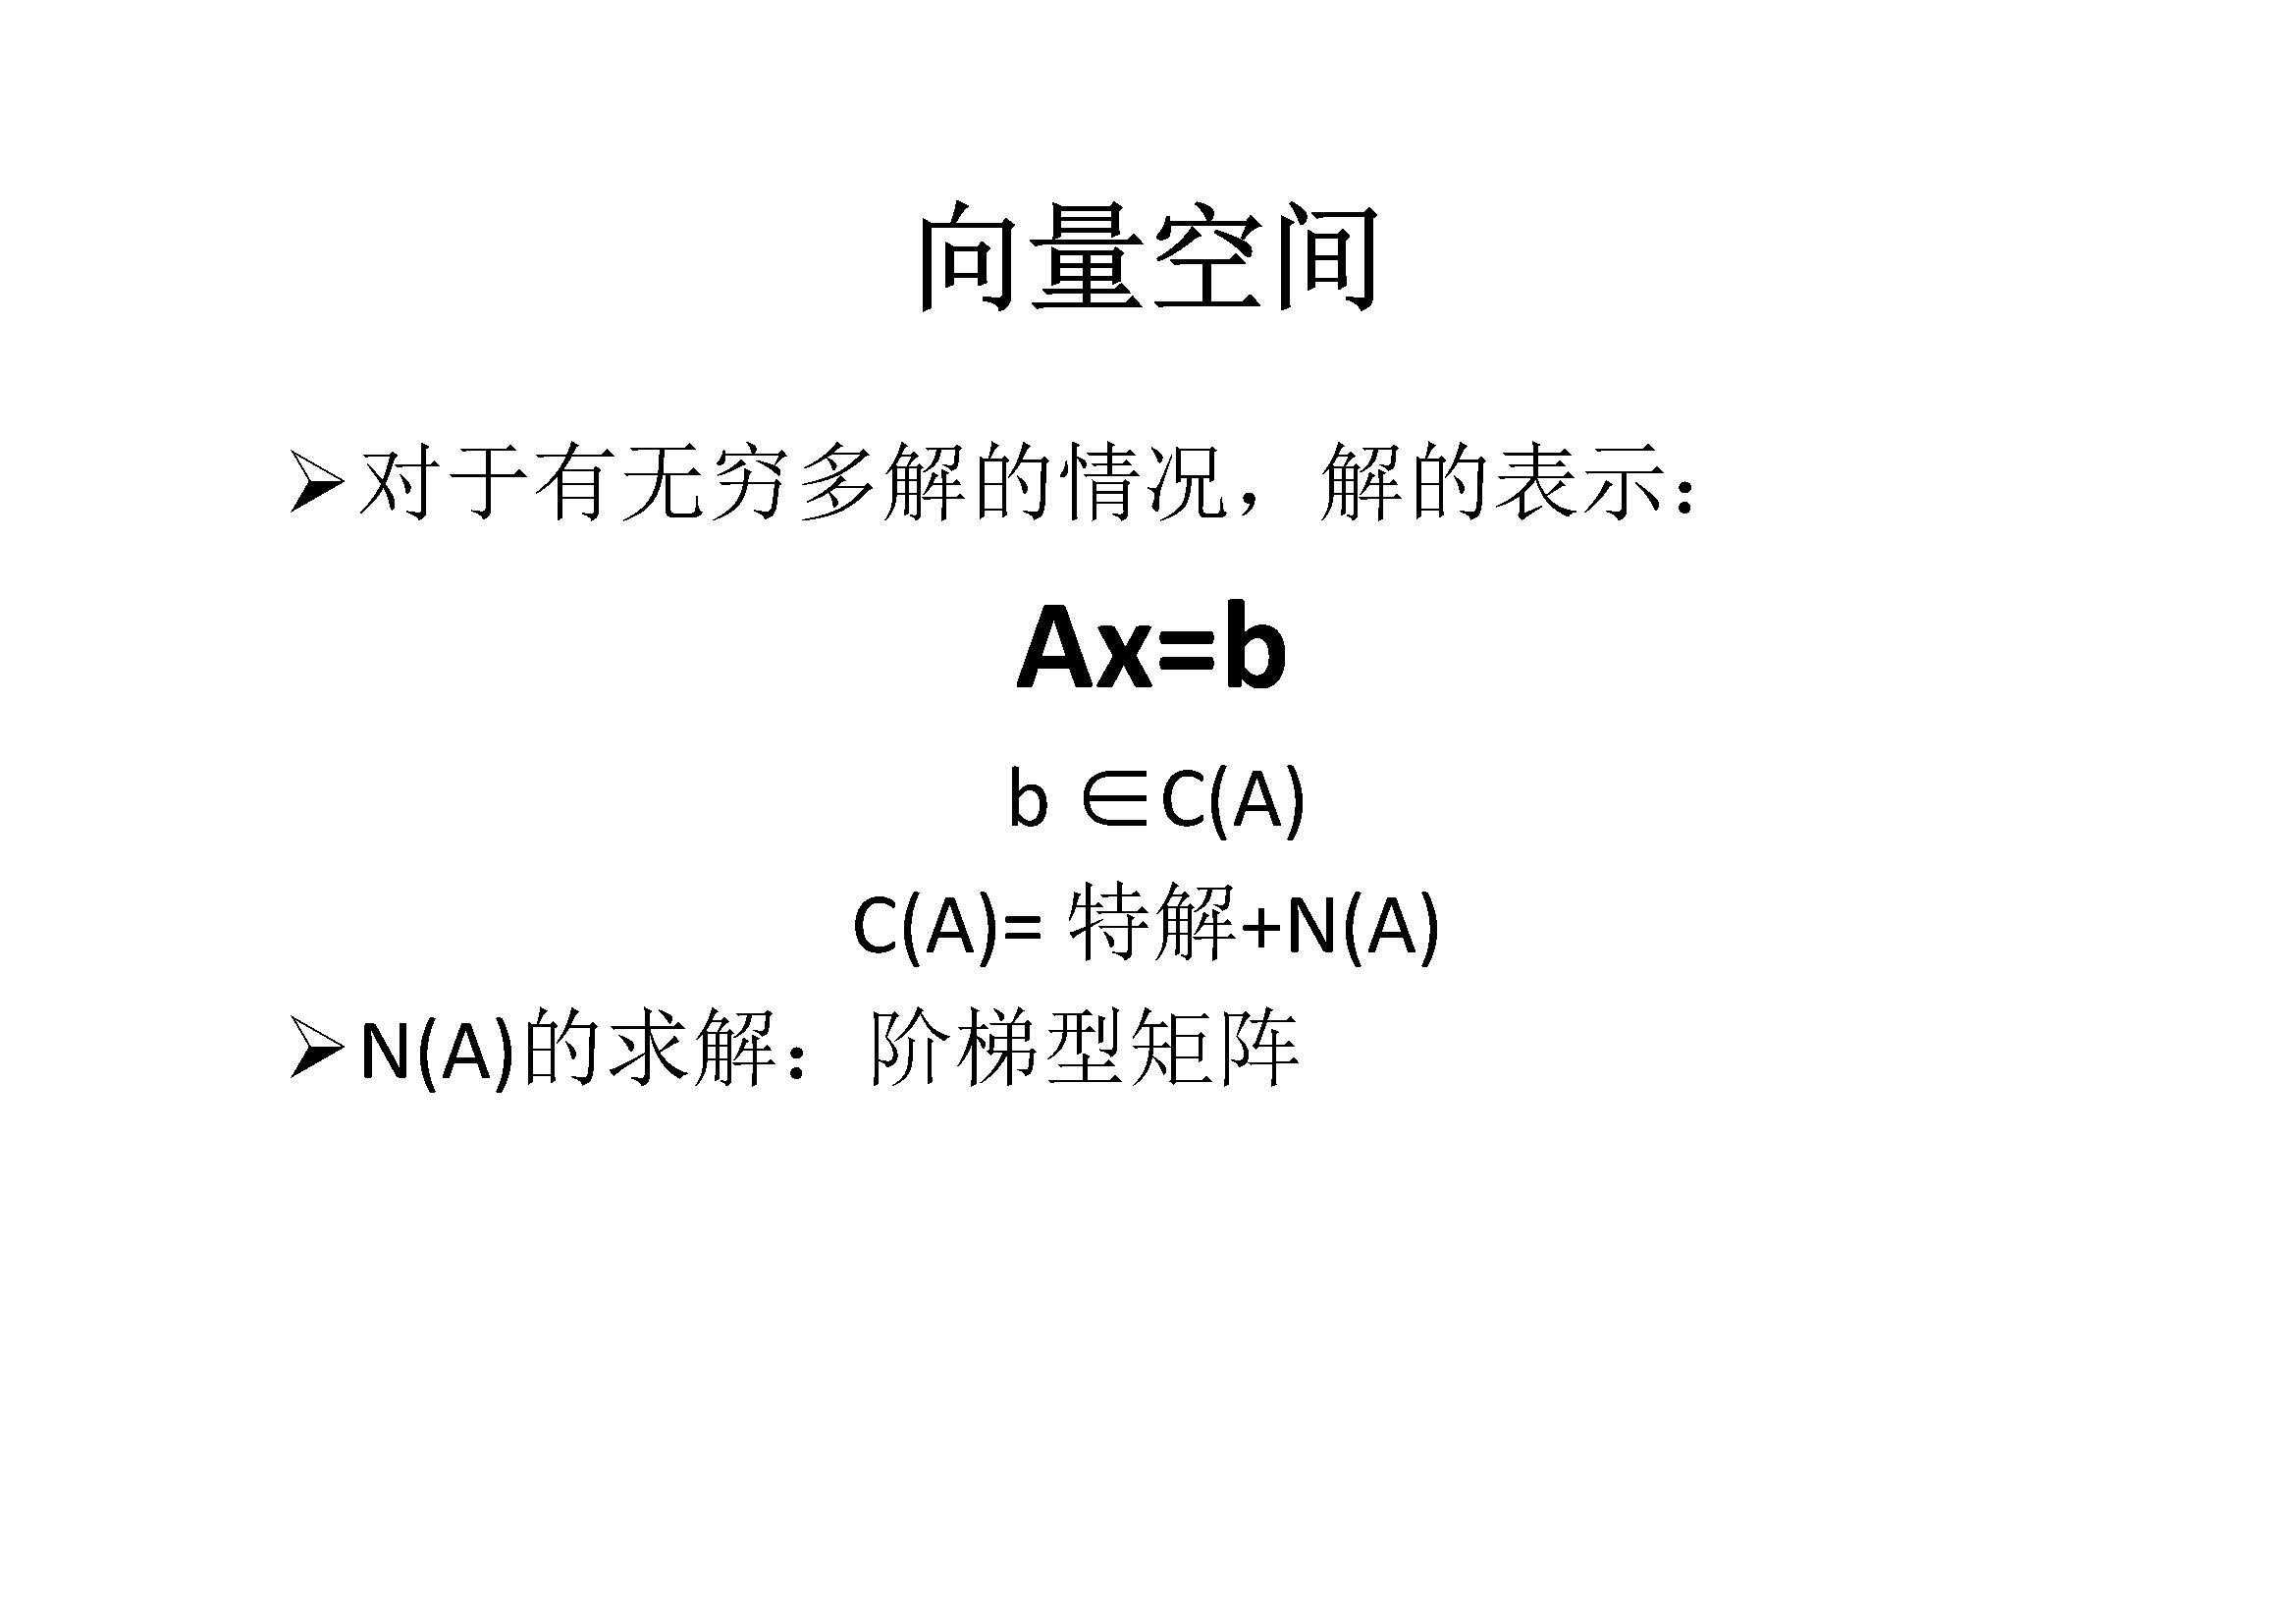 向量空间
➢对于有无穷多解的情况，解的表示：
Ax=b
b ∈C(A)
C(A)= 特解+N(A)
➢N(A)的求解：阶梯型矩阵